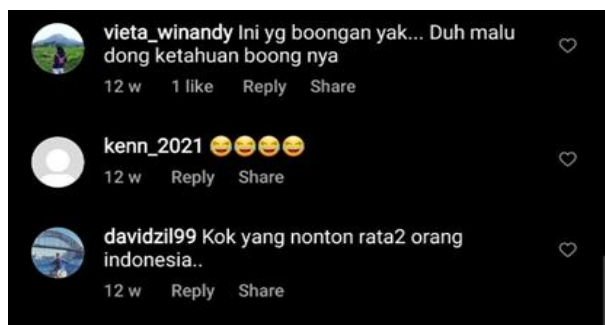 vieta_winandy Ini yg boongan yak... Duh malu
dong ketahuan boong nya
12 w 1 like Reply Share
kenn_2021 😂😂😂😂
12 w Reply Share
davidzil99 Kok yang nonton rata2 orang
indonesia..
12 w Reply Share